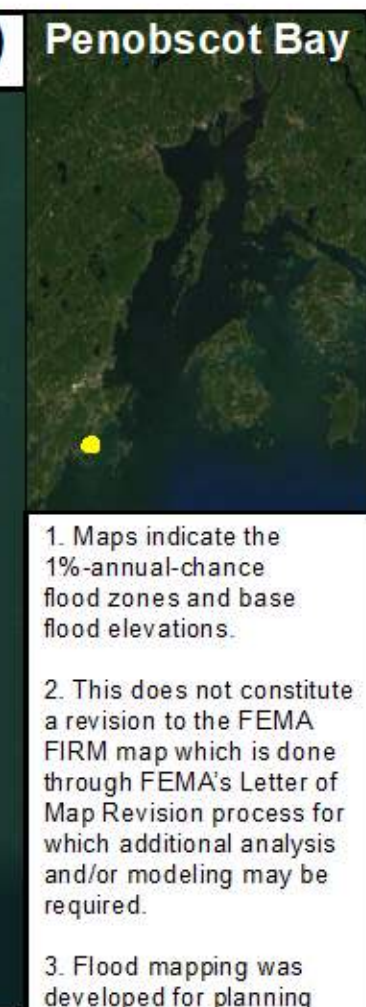 Penobscot Bay
1. Maps indicate the
1%-annual-chance
flood zones and base
flood elevations.
2. This does not constitute
a revision to the FEMA
FIRM map which is done
through FEMA's Letter of
Map Revision process for
which additional analysis
and/or modeling may be
required.
3. Flood mapping was
developed for planning